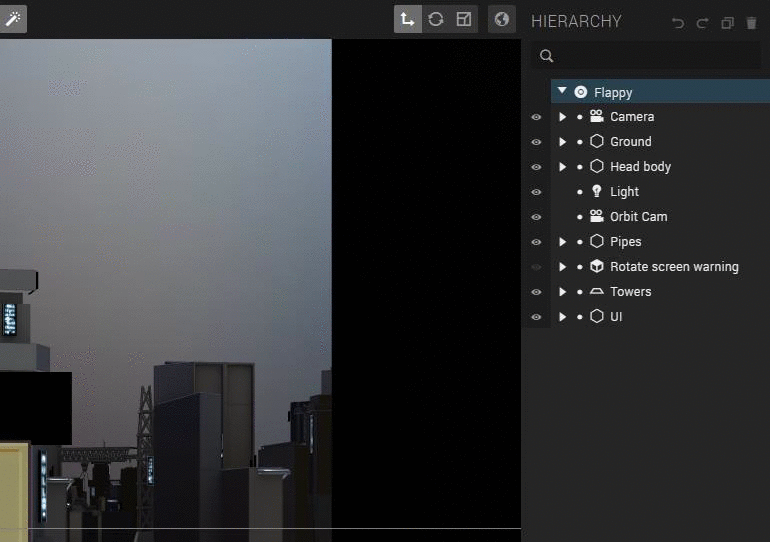 HIERARCHY
Flappy
Camera
Ground
Head body
Light
Orbit Cam
Pipes
Rotate screen warning
Towers
UI